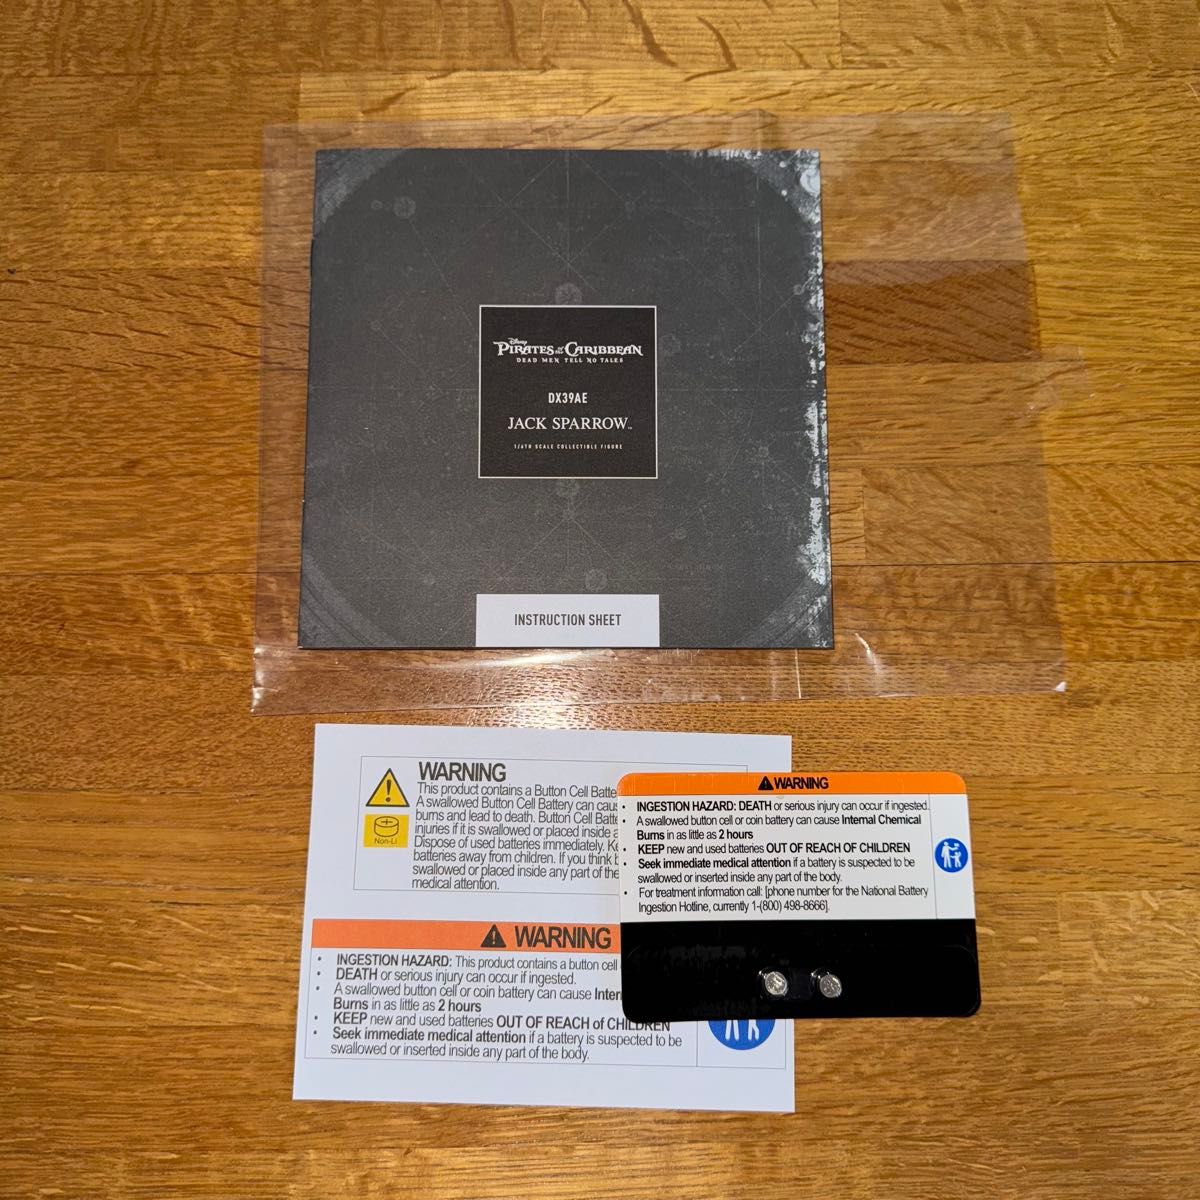 Disney
PIRATES of the CARIBBEAN
DEAD MEN TELL NO TALES
DX39AE
JACK SPARROW™
1/6TH SCALE COLLECTIBLE FIGURE
INSTRUCTION SHEET
WARNING
This product contains a Button Cell Batte
A swallowed Button Cell Battery can caus
burns and lead to death. Button Cell Batte
injuries if it is swallowed or placed inside a
Dispose of used batteries immediately. Ke
batteries away from children. If you think b
swallowed or placed inside any part of the
medical attention.
Non-Li
WARNING
• INGESTION HAZARD: This product contains a button cell
• DEATH or serious injury can occur if ingested.
• A swallowed button cell or coin battery can cause Inter
Burns in as little as 2 hours
• KEEP new and used batteries OUT OF REACH of CHILDREN
• Seek immediate medical attention if a battery is suspected to be
swallowed or inserted inside any part of the body.
WARNING
• INGESTION HAZARD: DEATH or serious injury can occur if ingested.
• A swallowed button cell or coin battery can cause Internal Chemical
Burns in as little as 2 hours
• KEEP new and used batteries OUT OF REACH OF CHILDREN
• Seek immediate medical attention if a battery is suspected to be
swallowed or inserted inside any part of the body.
• For treatment information call: [phone number for the National Battery
Ingestion Hotline, currently 1-(800) 498-8666].